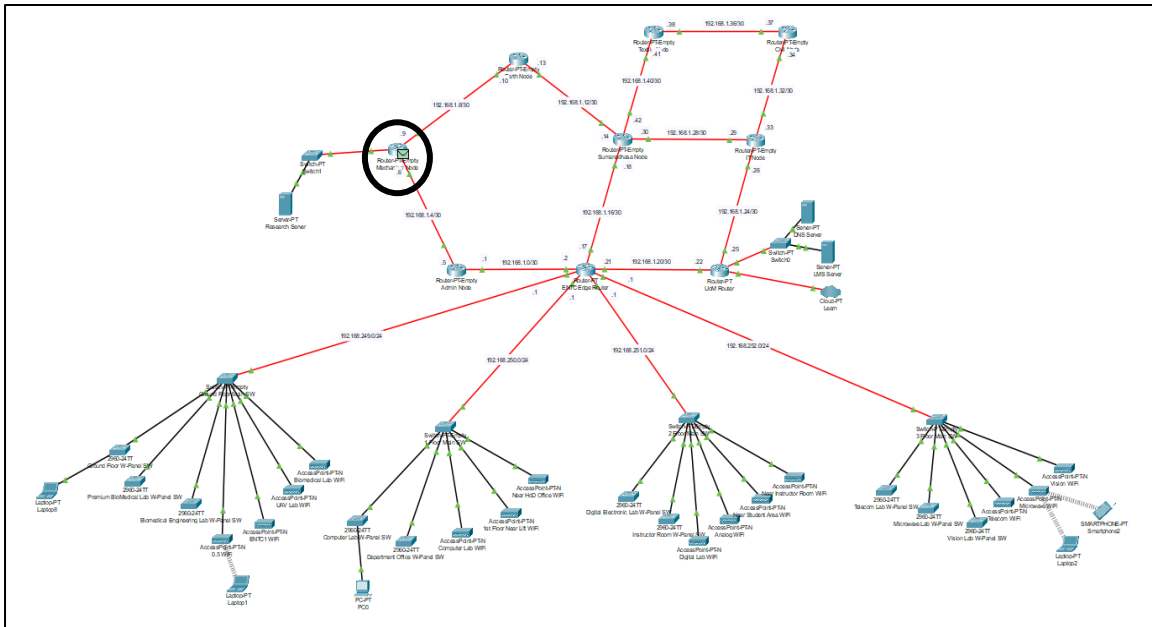 .38
192.168.1.36/30
.37
Router-PT-Empty
Router-PT-Empty
.41
.34
Router-PT-Empty
.13
.10
192.168.1.40/30
192.168.1.32/30
192.168.1.8/30
192.168.1.12/30
.42
.33
.9
.14
.30
192.168.1.28/30
.29
Router-PT-Empty
Sumanadhasa Node
Router-PT-Empty
IT Node
Router-PT-Empty
.6
.18
.26
Switch-PT
Switch1
Server-PT
Research Server
192.168.1.4/30
192.168.1.16/30
192.168.1.24/30
Server-PT
DNS Server
.17
.25
Switch-PT
Switch0
Server-PT
LMS Server
.5
.1
192.168.1.0/30
.2
.21
192.168.1.20/30
.22
Router-PT-Empty
Admin Node
Router-PT
ENTC Edge Router
Router-PT
UoM Router
Cloud-PT
Learn
.1
.1
.1
.1
192.168.249.0/24
192.168.250.0/24
192.168.251.0/24
192.168.252.0/24
2960-24TT
Ground Floor W-Panel SW
Laptop-PT
2960-24TT
Premium BioMedical Lab W-Panel SW
2960-24TT
Biomedical Engineering Lab W-Panel SW
AccessPoint-PT-N
0.5 WiFi
AccessPoint-PT-N
ENTC1 WiFi
AccessPoint-PT-N
UAV Lab WiFi
AccessPoint-PT-N
Biomedical Lab WiFi
Laptop-PT
Laptop1
2960-24TT
Computer Lab W-Panel SW
2960-24TT
Department Office W-Panel SW
AccessPoint-PT-N
Computer Lab WiFi
AccessPoint-PT-N
1st Floor Near Lift WiFi
AccessPoint-PT-N
Near HoD Office WiFi
PC-PT
PC0
2960-24TT
Digital Electronic Lab W-Panel SW
2960-24TT
Instructor Room W-Panel SW
AccessPoint-PT-N
Digital Lab WiFi
AccessPoint-PT-N
Analog WiFi
AccessPoint-PT-N
Near Student Area WiFi
AccessPoint-PT-N
Near Instructor Room WiFi
2960-24TT
Telecom Lab W-Panel SW
2960-24TT
Microwave Lab W-Panel SW
2960-24TT
Vision Lab W-Panel SW
AccessPoint-PT-N
Telecom WiFi
AccessPoint-PT-N
AccessPoint-PT-N
Vision WiFi
SMARTPHONE-PT
Smartphone2
Laptop-PT
Laptop2